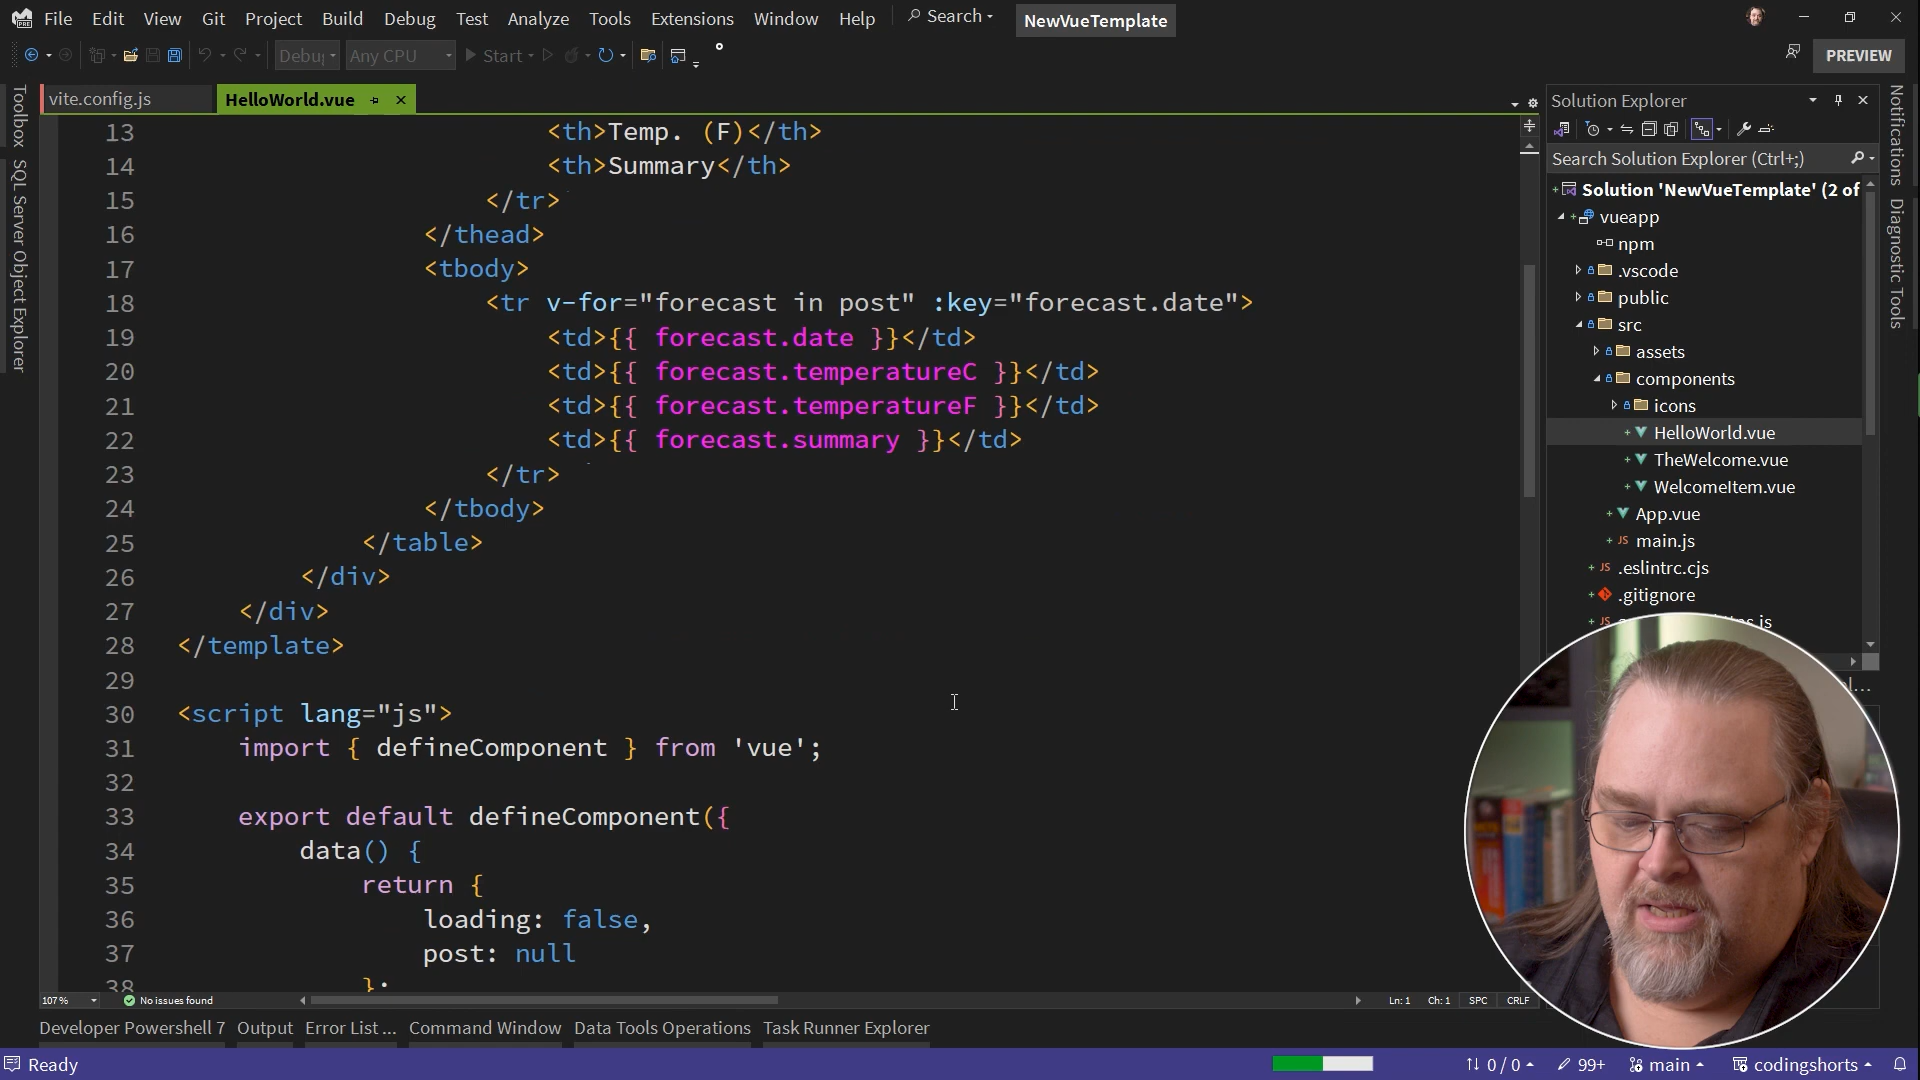 File Edit View Git Project Build Debug Test Analyze Tools Extensions Window Help Search NewVueTemplate
Debug Any CPU Start PREVIEW
vite.config.js HelloWorld.vue
13 <th>Temp. (F)</th>
14 <th>Summary</th>
15 </tr>
16 </thead>
17 <tbody>
18 <tr v-for="forecast in post" :key="forecast.date">
19 <td>{{ forecast.date }}</td>
20 <td>{{ forecast.temperatureC }}</td>
21 <td>{{ forecast.temperatureF }}</td>
22 <td>{{ forecast.summary }}</td>
23 </tr>
24 </tbody>
25 </table>
26 </div>
27 </div>
28 </template>
29
30 <script lang="js">
31 import { defineComponent } from 'vue';
32
33 export default defineComponent({
34 data() {
35 return {
36 loading: false,
37 post: null
38 };
107 % No issues found Ln: 1 Ch: 1 SPC CRLF
Developer Powershell 7 Output Error List ... Command Window Data Tools Operations Task Runner Explorer
Ready 0 / 0 99+ main codingshorts
Toolbox
SQL Server Object Explorer
Solution Explorer
Search Solution Explorer (Ctrl+;)
Solution 'NewVueTemplate' (2 of
vueapp
npm
.vscode
public
src
assets
components
icons
HelloWorld.vue
TheWelcome.vue
WelcomeItem.vue
App.vue
JS main.js
JS .eslintrc.cjs
.gitignore
JS
Notifications
Diagnostic Tools